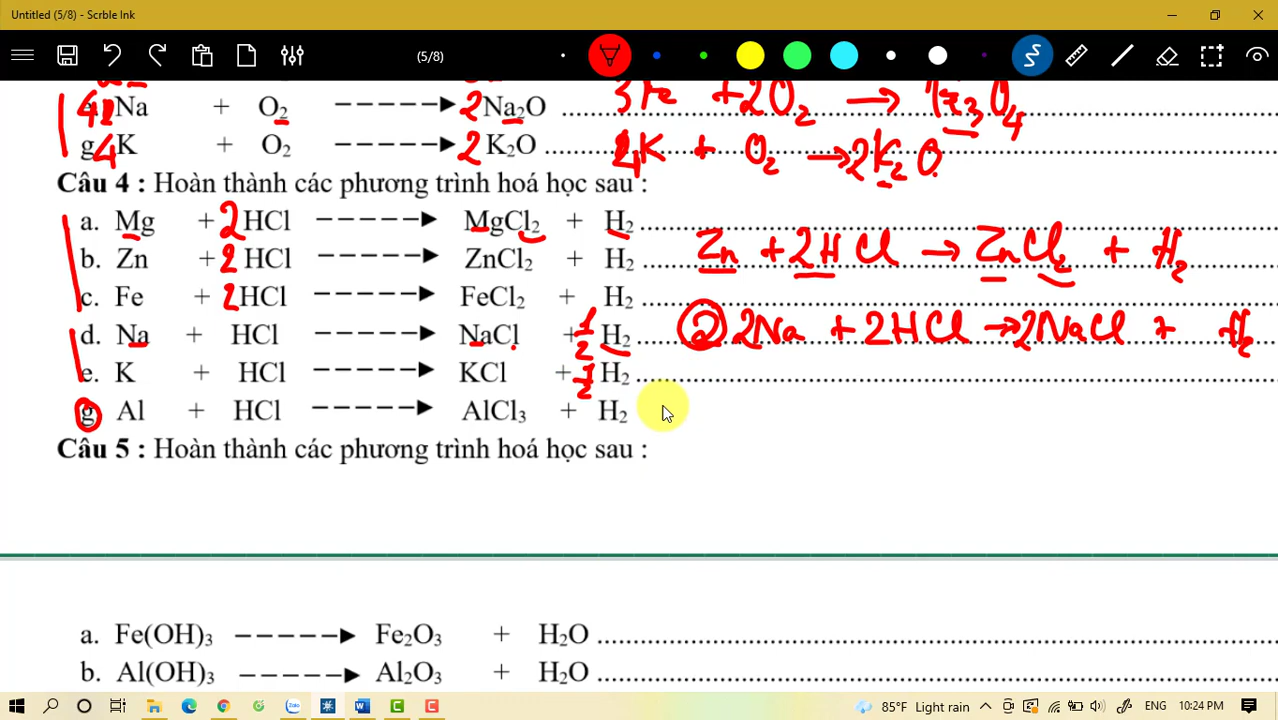 Untitled (5/8) - Scrble Ink
(5/8)
4 Na + O₂ -----→ 2 Na₂O .......... 3Fe + 2O₂ → Fe₃O₄
g. 4 K + O₂ -----→ 2 K₂O .......... 4K + O₂ → 2K₂O
Câu 4 : Hoàn thành các phương trình hoá học sau :
a. Mg + 2 HCl -----→ MgCl₂ + H₂ ..........
b. Zn + 2 HCl -----→ ZnCl₂ + H₂ .......... Zn + 2HCl → ZnCl₂ + H₂
c. Fe + 2 HCl -----→ FeCl₂ + H₂ ..........
d. Na + HCl -----→ NaCl + 1/2 H₂ .......... 2 2Na + 2HCl → 2NaCl + H₂
e. K + HCl -----→ KCl + 1/2 H₂ ..........
g. Al + HCl -----→ AlCl₃ + H₂
Câu 5 : Hoàn thành các phương trình hoá học sau :
a. Fe(OH)₃ -----→ Fe₂O₃ + H₂O ..........
b. Al(OH)₃ -----→ Al₂O₃ + H₂O ..........
85°F Light rain 10:24 PM